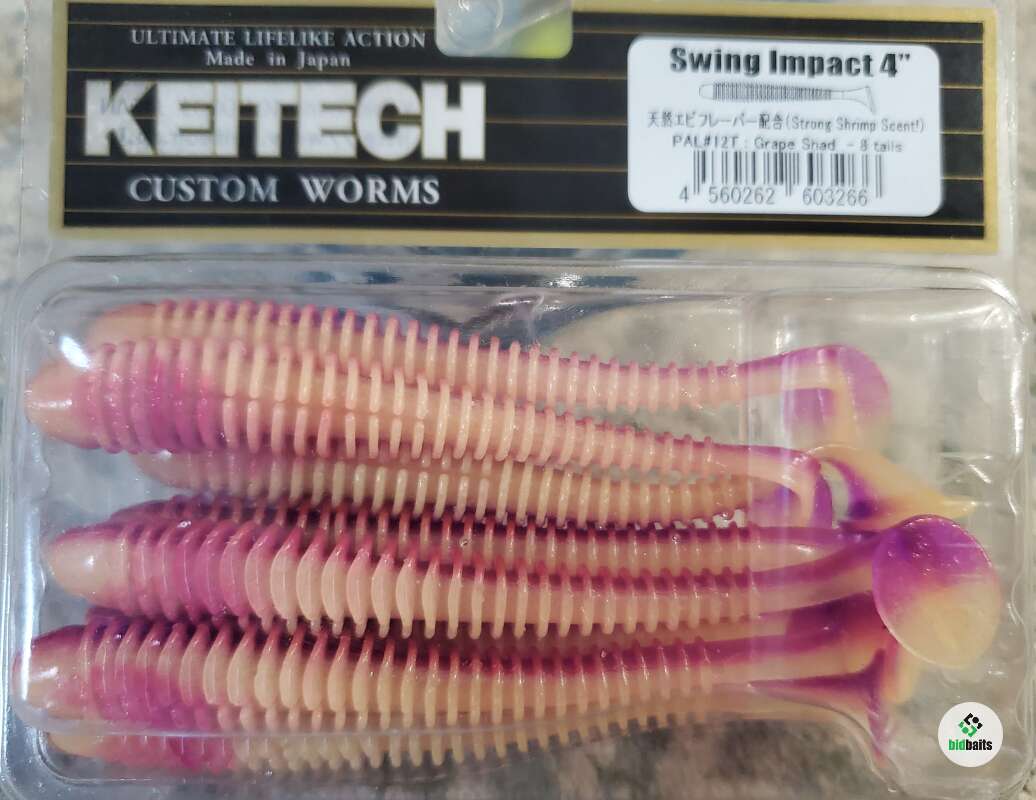 ULTIMATE LIFELIKE ACTION
Made in Japan
KEITECH
CUSTOM WORMS
Swing Impact 4"
天然エビフレーバー配合(Strong Shrimp Scent!)
PAL#12T : Grape Shad - 8 tails
4 560262 603266
bidbaits